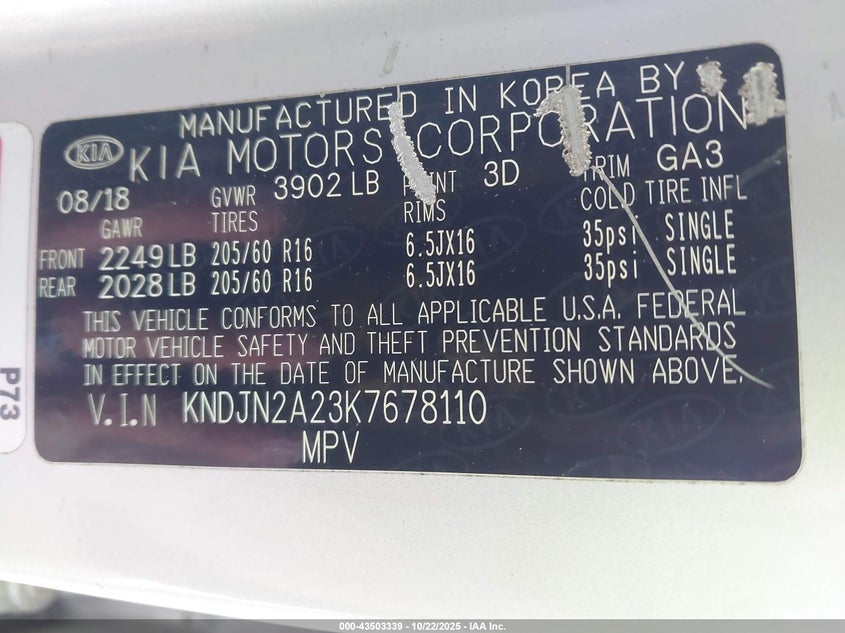 MANUFACTURED IN KOREA BY
KIA KIA MOTORS CORPORATION
08/18 GVWR 3902 LB PAINT 3D TRIM GA3
GAWR TIRES RIMS COLD TIRE INFL
FRONT 2249 LB 205/60 R16 6.5JX16 35psi SINGLE
REAR 2028 LB 205/60 R16 6.5JX16 35psi SINGLE
THIS VEHICLE CONFORMS TO ALL APPLICABLE U.S.A. FEDERAL
MOTOR VEHICLE SAFETY AND THEFT PREVENTION STANDARDS
IN EFFECT ON THE DATE OF MANUFACTURE SHOWN ABOVE.
V.I.N KNDJN2A23K7678110
MPV
P73
000-43503339 - 10/22/2025 - IAA Inc.